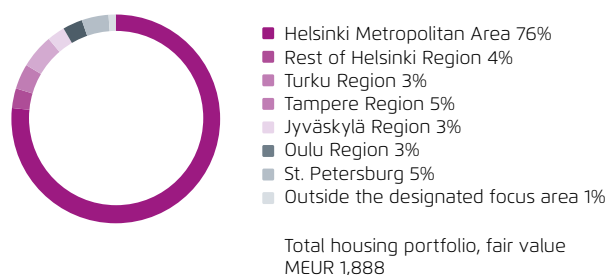 Helsinki Metropolitan Area 76%
Rest of Helsinki Region 4%
Turku Region 3%
Tampere Region 5%
Jyväskylä Region 3%
Oulu Region 3%
St. Petersburg 5%
Outside the designated focus area 1%
Total housing portfolio, fair value
MEUR 1,888